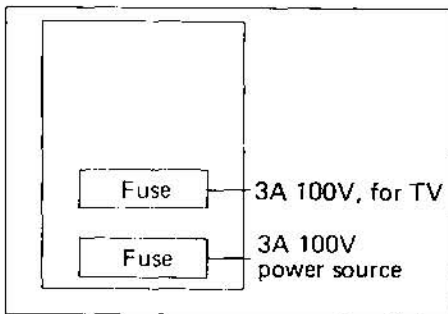 Fuse
3A 100V, for TV
Fuse
3A 100V
power source